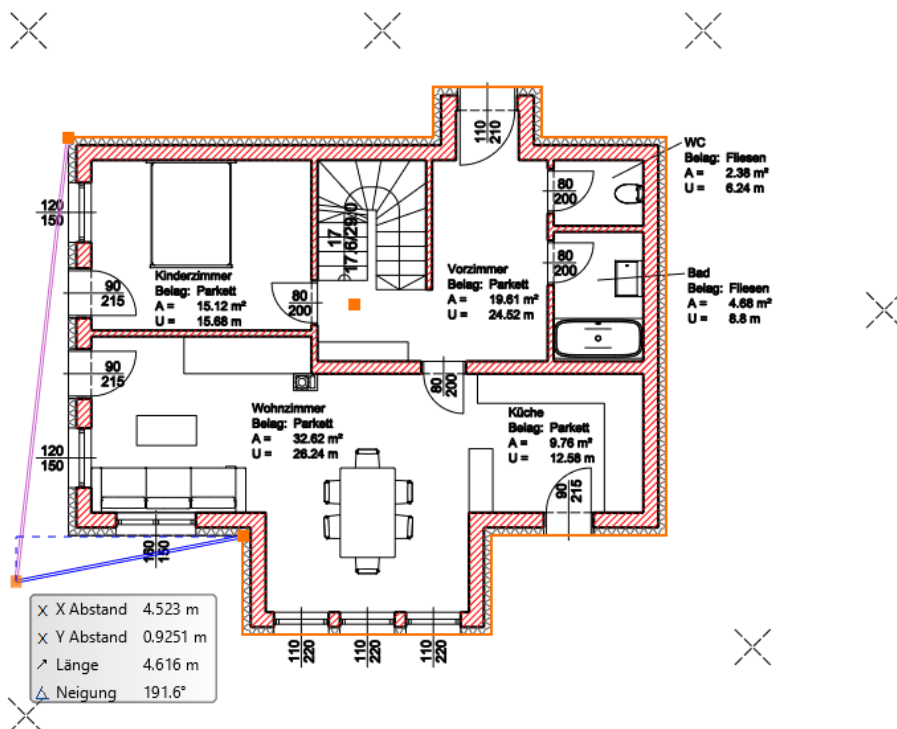 110
210
WC
Belag: Fliesen
A = 2.38 m²
U = 6.24 m
80
200
120
150
17
17.6/29.0
80
200
Kinderzimmer
Belag: Parkett
A = 15.12 m²
U = 15.68 m
Vorzimmer
Belag: Parkett
A = 19.61 m²
U = 24.52 m
Bad
Belag: Fliesen
A = 4.68 m²
U = 8.8 m
90
215
80
200
90
215
80
200
Wohnzimmer
Belag: Parkett
A = 32.62 m²
U = 26.24 m
Küche
Belag: Parkett
A = 9.76 m²
U = 12.58 m
120
150
90
215
160
150
X Abstand 4.523 m
Y Abstand 0.9251 m
Länge 4.616 m
Neigung 191.6°
110
220
110
220
110
220